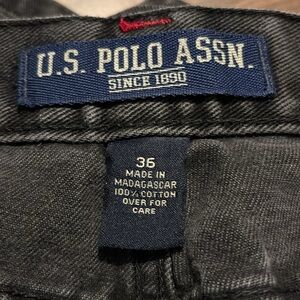 U.S. POLO ASSN.
SINCE 1890
36
MADE IN
MADAGASCAR
100% COTTON
OVER FOR
CARE